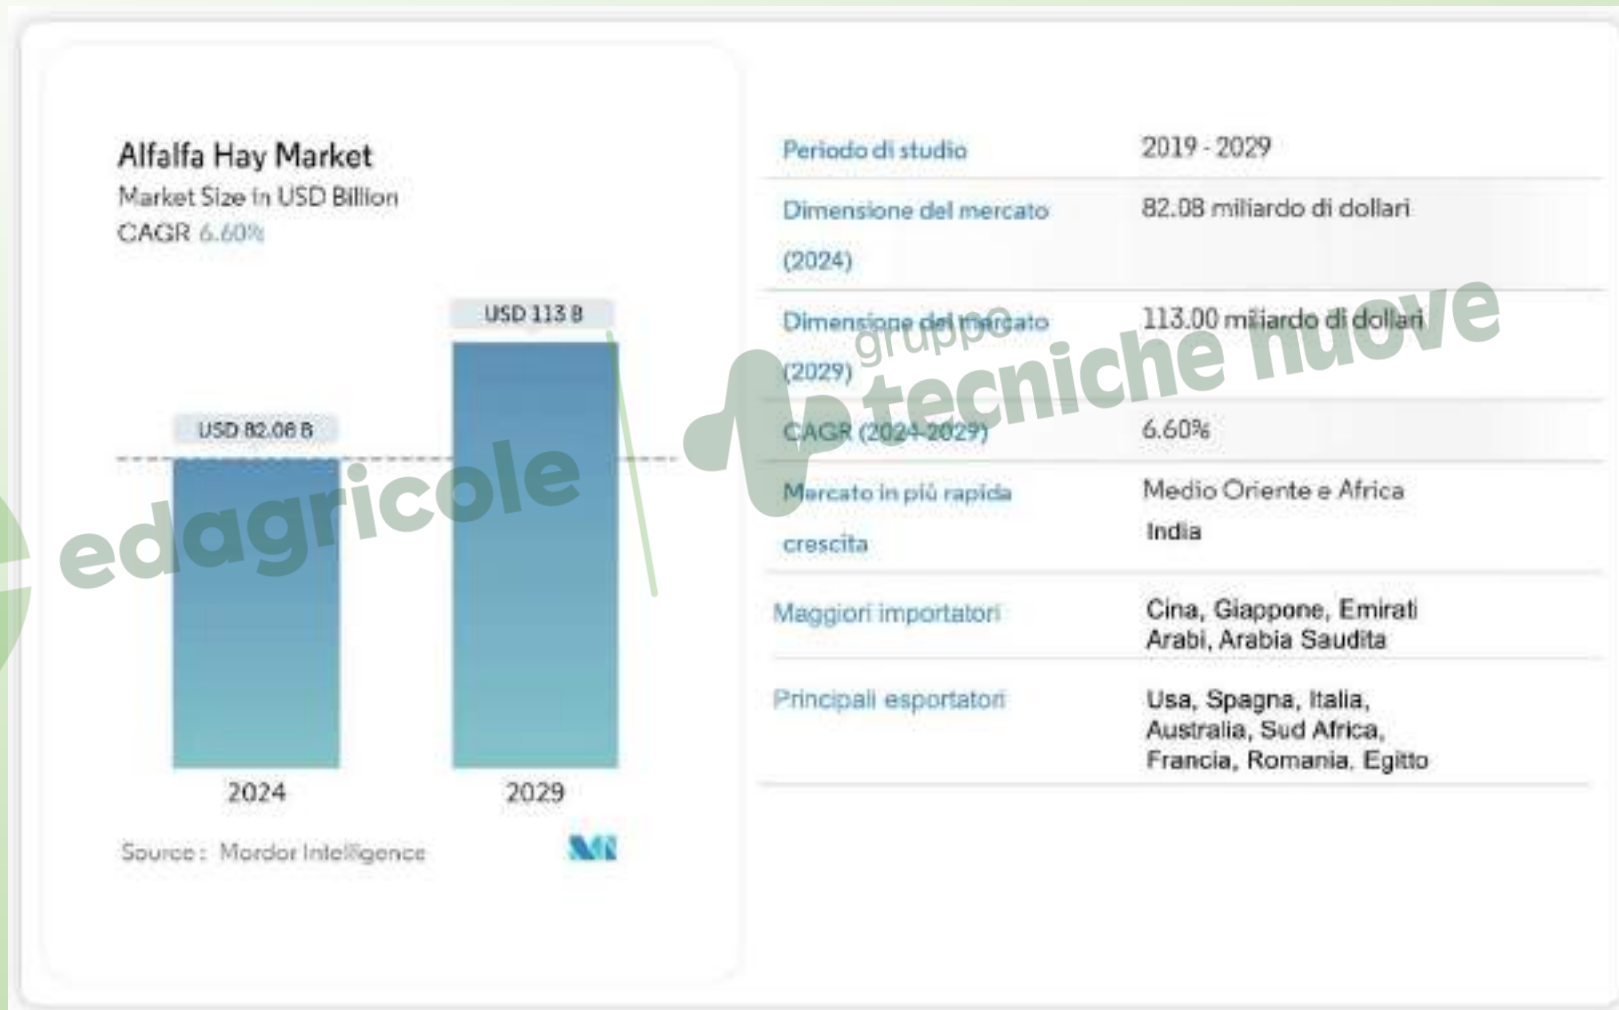 Alfalfa Hay Market
Market Size in USD Billion
CAGR 6.60%
USD 113 B
USD 82.08 B
2024
2029
Source : Mordor Intelligence
Periodo di studio
2019 - 2029
Dimensione del mercato
(2024)
82.08 miliardo di dollari
Dimensione del mercato
(2029)
113.00 miliardo di dollari
CAGR (2024-2029)
6.60%
Mercato in più rapida
crescita
Medio Oriente e Africa
India
Maggiori importatori
Cina, Giappone, Emirati
Arabi, Arabia Saudita
Principali esportatori
Usa, Spagna, Italia,
Australia, Sud Africa,
Francia, Romania, Egitto
edagricole
gruppo
tecniche nuove